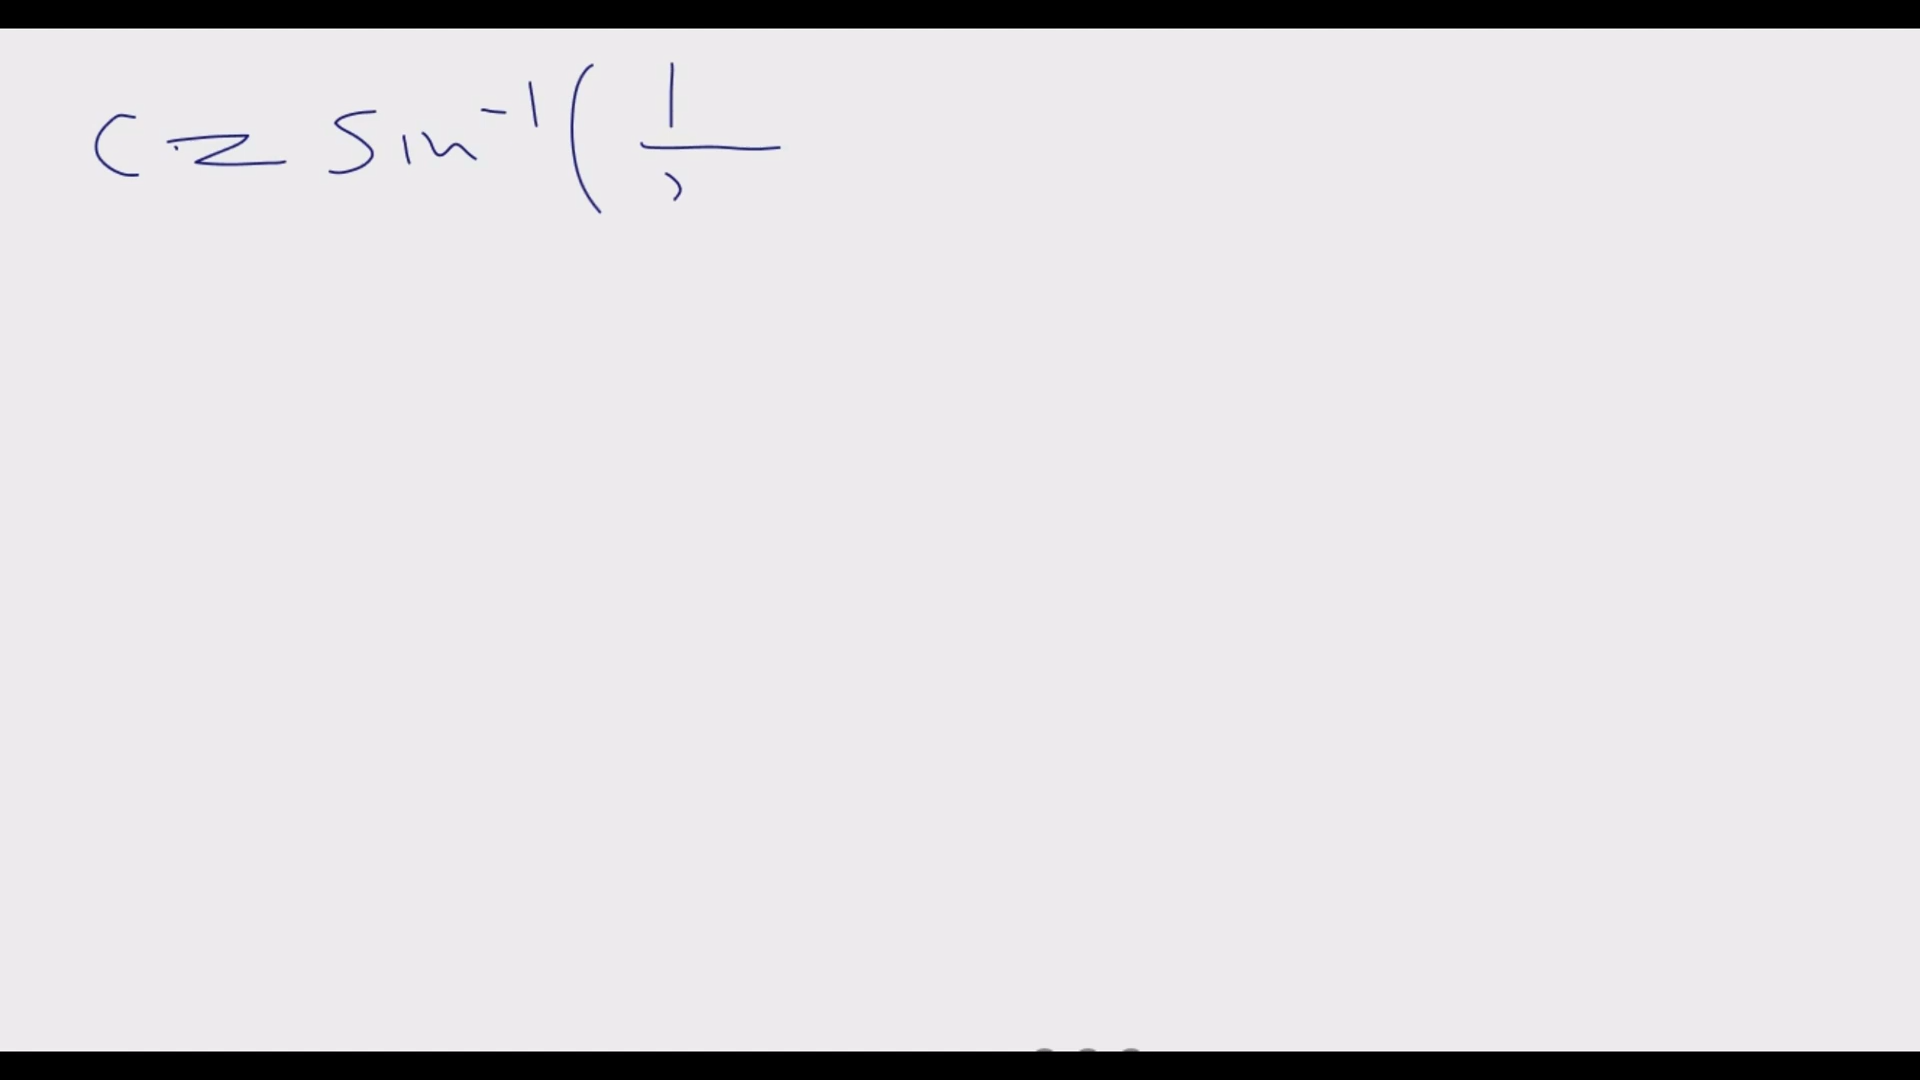 C = Sin⁻¹( 1/